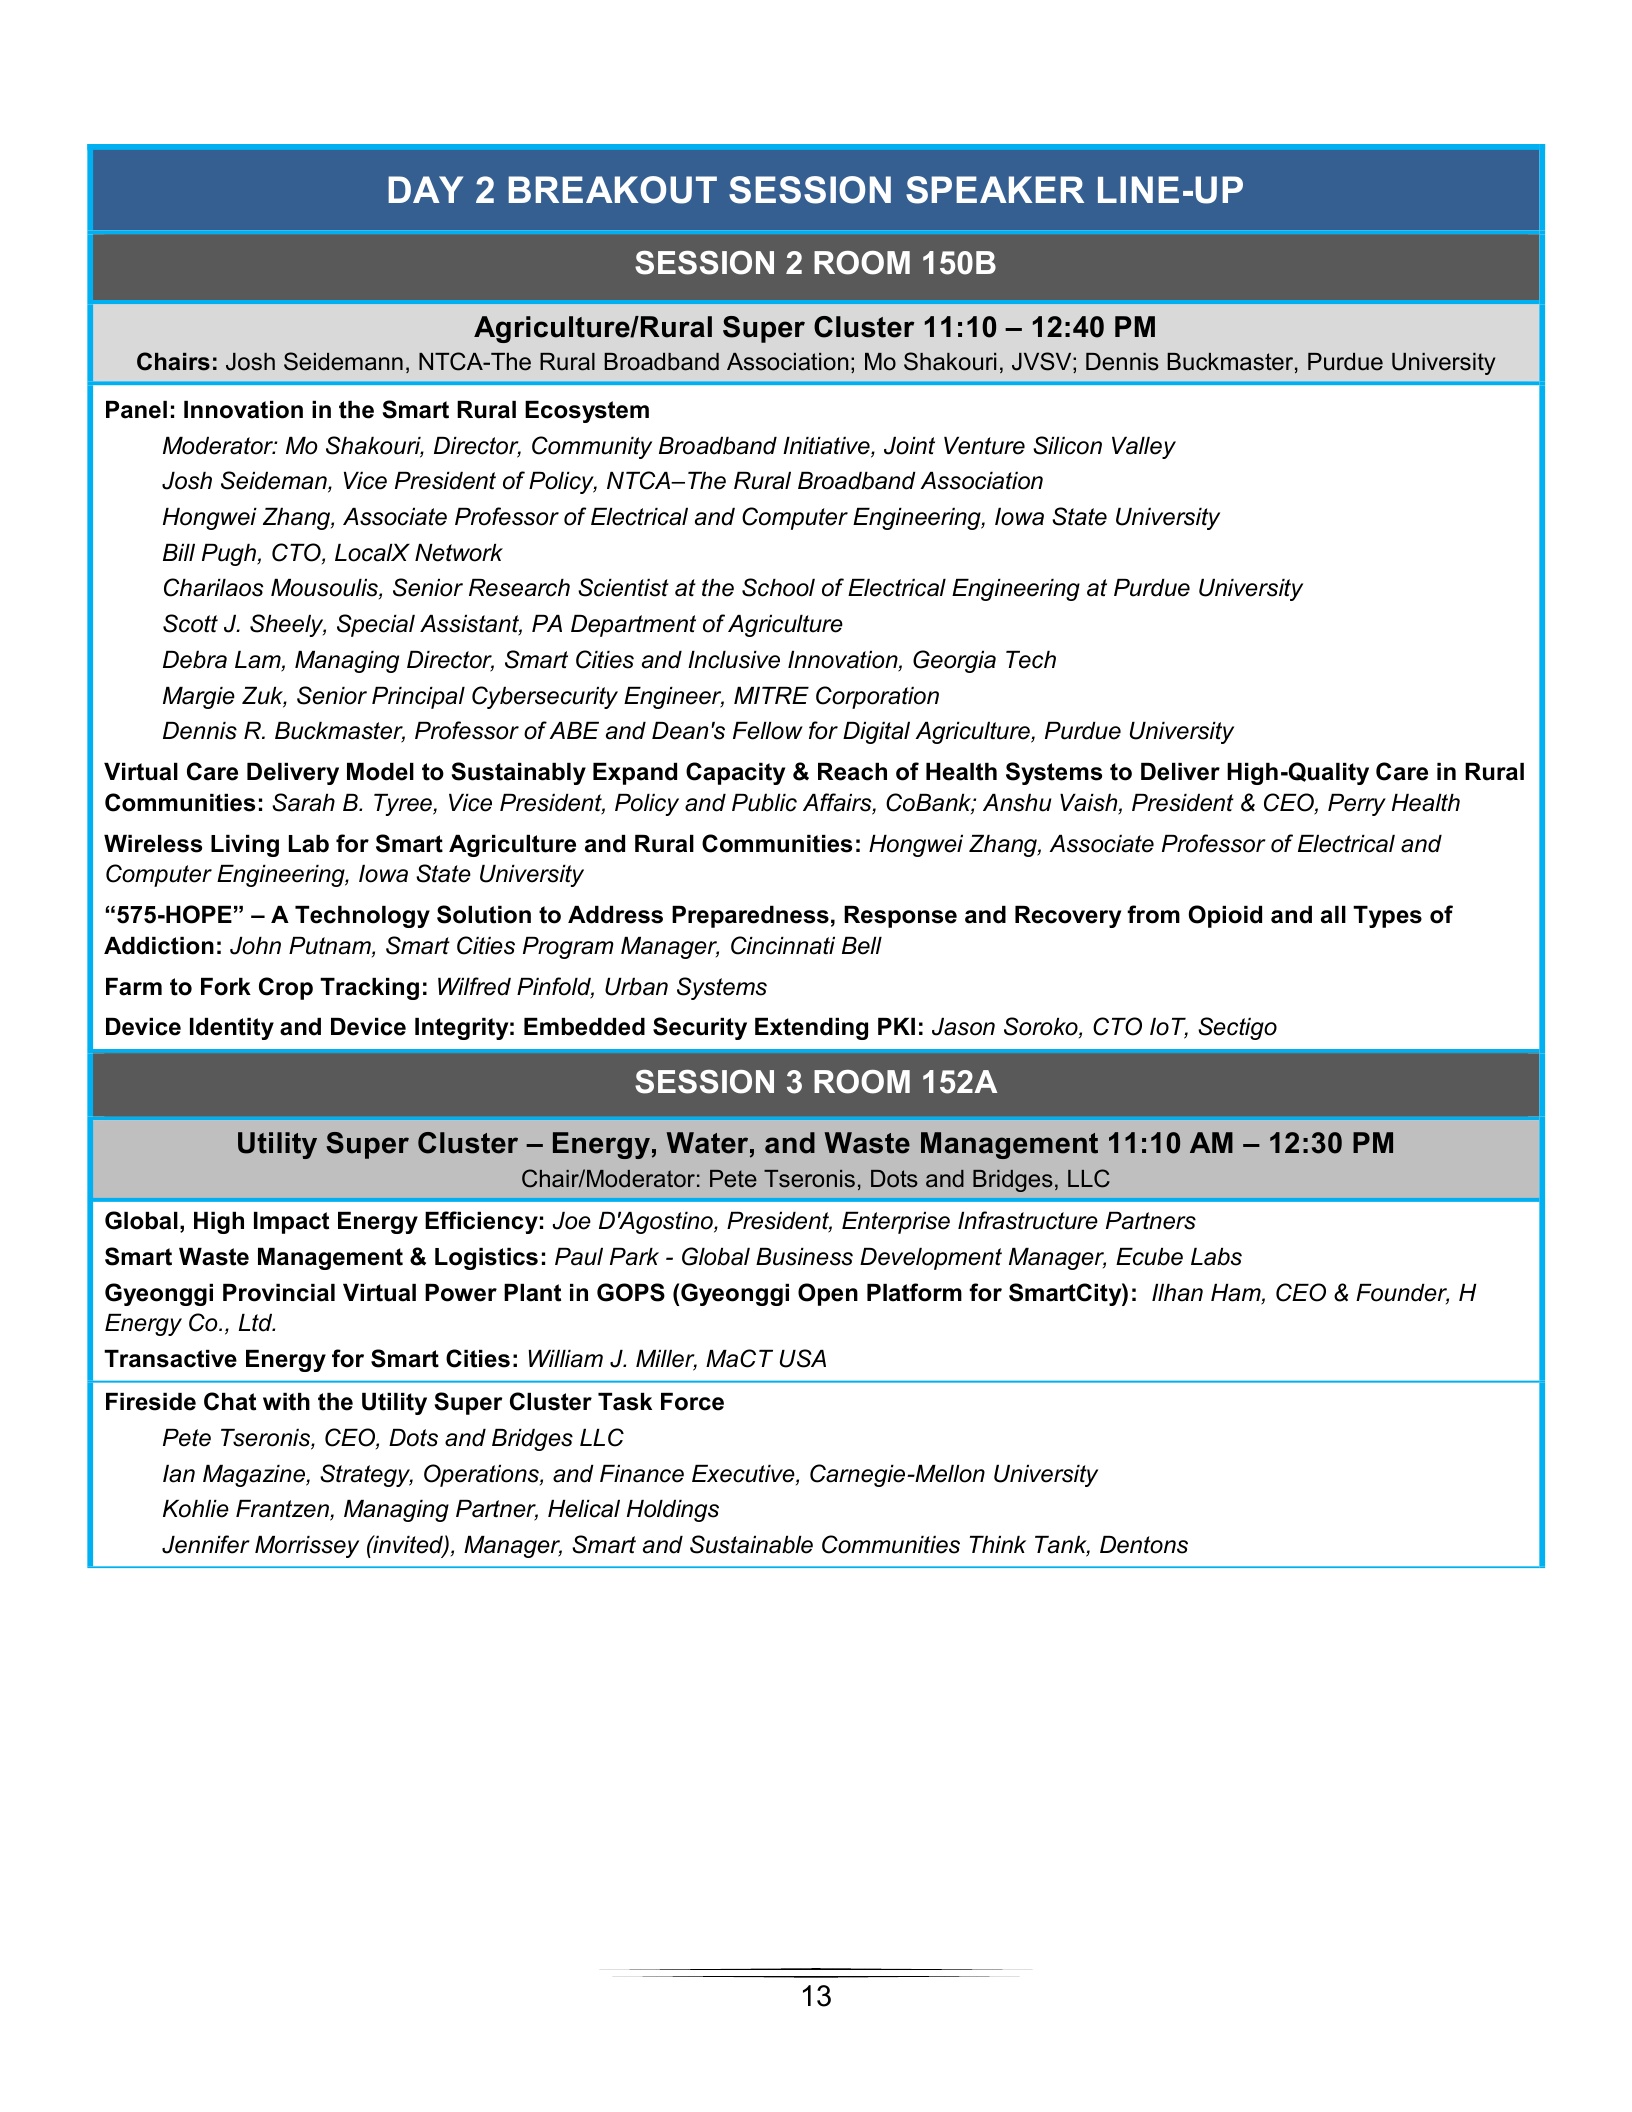 DAY 2 BREAKOUT SESSION SPEAKER LINE-UP
SESSION 2 ROOM 150B
Agriculture/Rural Super Cluster 11:10 – 12:40 PM
Chairs: Josh Seidemann, NTCA-The Rural Broadband Association; Mo Shakouri, JVSV; Dennis Buckmaster, Purdue University
Panel: Innovation in the Smart Rural Ecosystem
Moderator: Mo Shakouri, Director, Community Broadband Initiative, Joint Venture Silicon Valley
Josh Seideman, Vice President of Policy, NTCA–The Rural Broadband Association
Hongwei Zhang, Associate Professor of Electrical and Computer Engineering, Iowa State University
Bill Pugh, CTO, LocalX Network
Charilaos Mousoulis, Senior Research Scientist at the School of Electrical Engineering at Purdue University
Scott J. Sheely, Special Assistant, PA Department of Agriculture
Debra Lam, Managing Director, Smart Cities and Inclusive Innovation, Georgia Tech
Margie Zuk, Senior Principal Cybersecurity Engineer, MITRE Corporation
Dennis R. Buckmaster, Professor of ABE and Dean's Fellow for Digital Agriculture, Purdue University
Virtual Care Delivery Model to Sustainably Expand Capacity & Reach of Health Systems to Deliver High-Quality Care in Rural
Communities: Sarah B. Tyree, Vice President, Policy and Public Affairs, CoBank; Anshu Vaish, President & CEO, Perry Health
Wireless Living Lab for Smart Agriculture and Rural Communities: Hongwei Zhang, Associate Professor of Electrical and
Computer Engineering, Iowa State University
“575-HOPE” – A Technology Solution to Address Preparedness, Response and Recovery from Opioid and all Types of
Addiction: John Putnam, Smart Cities Program Manager, Cincinnati Bell
Farm to Fork Crop Tracking: Wilfred Pinfold, Urban Systems
Device Identity and Device Integrity: Embedded Security Extending PKI: Jason Soroko, CTO IoT, Sectigo
SESSION 3 ROOM 152A
Utility Super Cluster – Energy, Water, and Waste Management 11:10 AM – 12:30 PM
Chair/Moderator: Pete Tseronis, Dots and Bridges, LLC
Global, High Impact Energy Efficiency: Joe D'Agostino, President, Enterprise Infrastructure Partners
Smart Waste Management & Logistics: Paul Park - Global Business Development Manager, Ecube Labs
Gyeonggi Provincial Virtual Power Plant in GOPS (Gyeonggi Open Platform for SmartCity): Ilhan Ham, CEO & Founder, H
Energy Co., Ltd.
Transactive Energy for Smart Cities: William J. Miller, MaCT USA
Fireside Chat with the Utility Super Cluster Task Force
Pete Tseronis, CEO, Dots and Bridges LLC
Ian Magazine, Strategy, Operations, and Finance Executive, Carnegie-Mellon University
Kohlie Frantzen, Managing Partner, Helical Holdings
Jennifer Morrissey (invited), Manager, Smart and Sustainable Communities Think Tank, Dentons
13